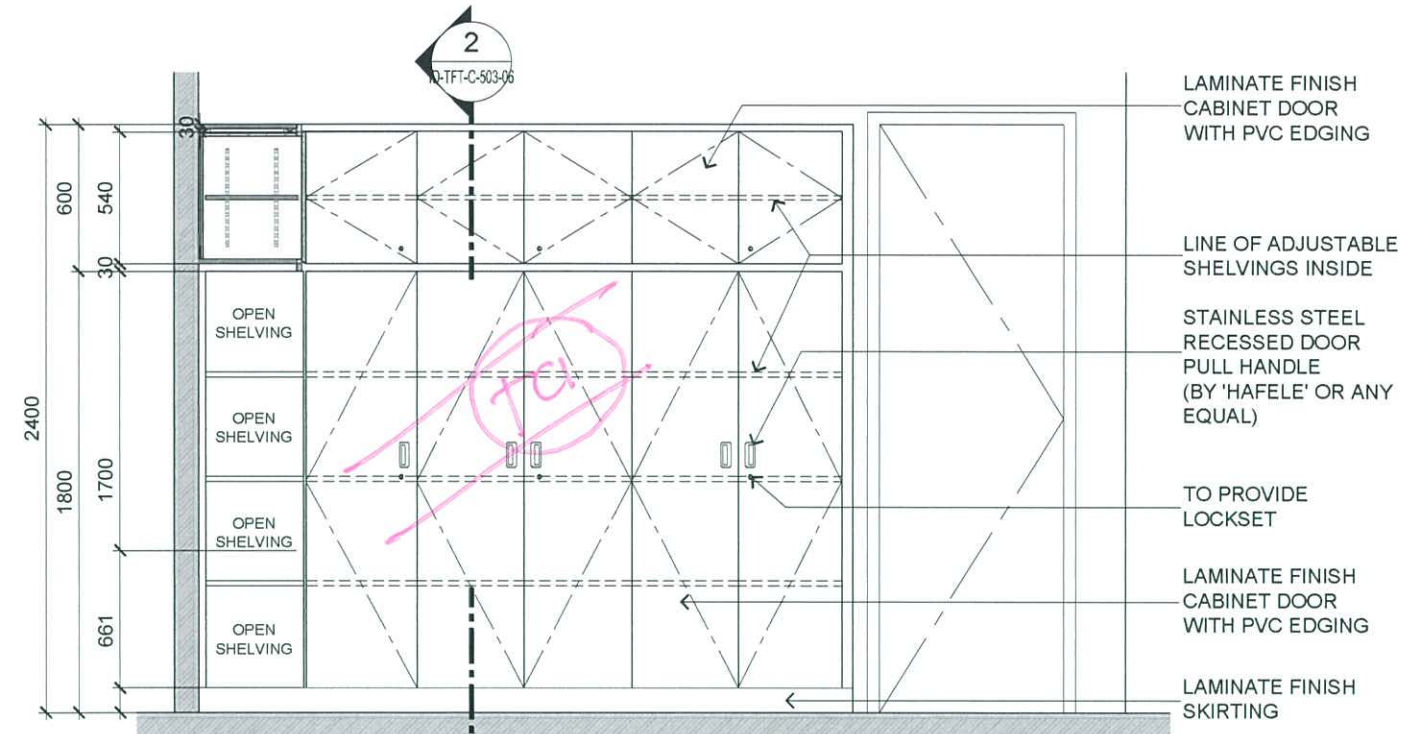 2
ID-TFT-C-503-06
LAMINATE FINISH
CABINET DOOR
WITH PVC EDGING
30
600
540
LINE OF ADJUSTABLE
SHELVINGS INSIDE
30
OPEN
SHELVING
STAINLESS STEEL
RECESSED DOOR
PULL HANDLE
(BY 'HAFELE' OR ANY
EQUAL)
OPEN
SHELVING
2400
1800
1700
TO PROVIDE
LOCKSET
OPEN
SHELVING
LAMINATE FINISH
CABINET DOOR
WITH PVC EDGING
661
OPEN
SHELVING
LAMINATE FINISH
SKIRTING